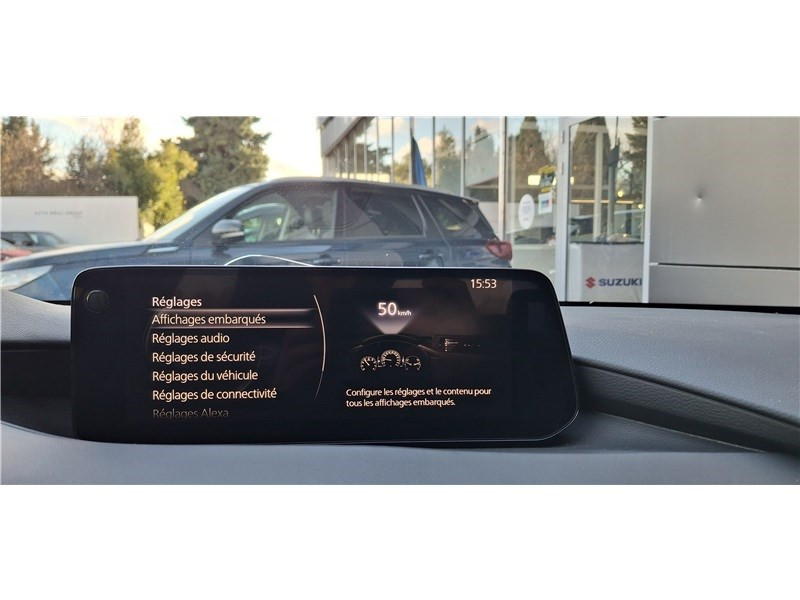 SUZUKI
15:53
Réglages
Affichages embarqués
Réglages audio
Réglages de sécurité
Réglages du véhicule
Réglages de connectivité
Réglages Alexa
50 km/h
Configure les réglages et le contenu pour
tous les affichages embarqués.